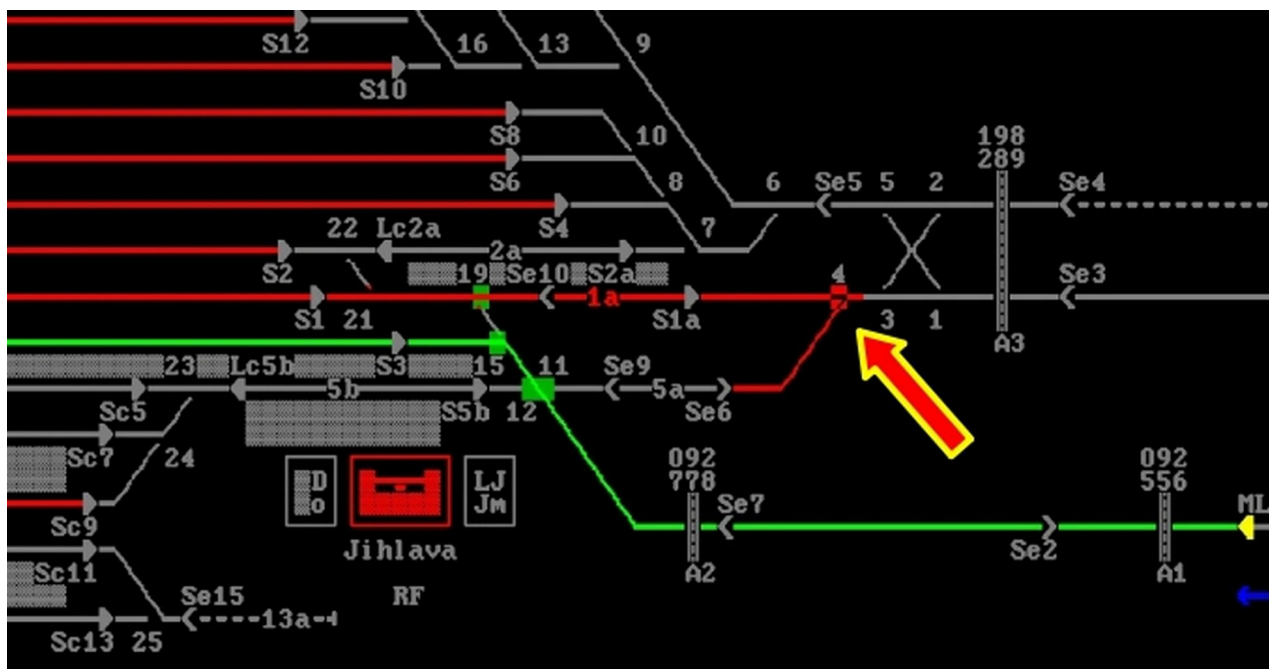 S12 16 13 9
S10
S8 10
198
289
S6 8 6 Se5 5 2 Se4
S4 7
22 Lc2a
S2 2a
19 Se10 S2a 4 Se3
1a
S1 21 S1a 3 1
A3
23 Lc5b S3 15 11 Se9
5b 5a
Sc5 S5b 12 Se6
Sc7 24
092
778
092
556
D
o
LJ
Jm
Sc9 Se7 ML
Jihlava Se2
Sc11 A2 A1
Se15 RF
13a
Sc13 25